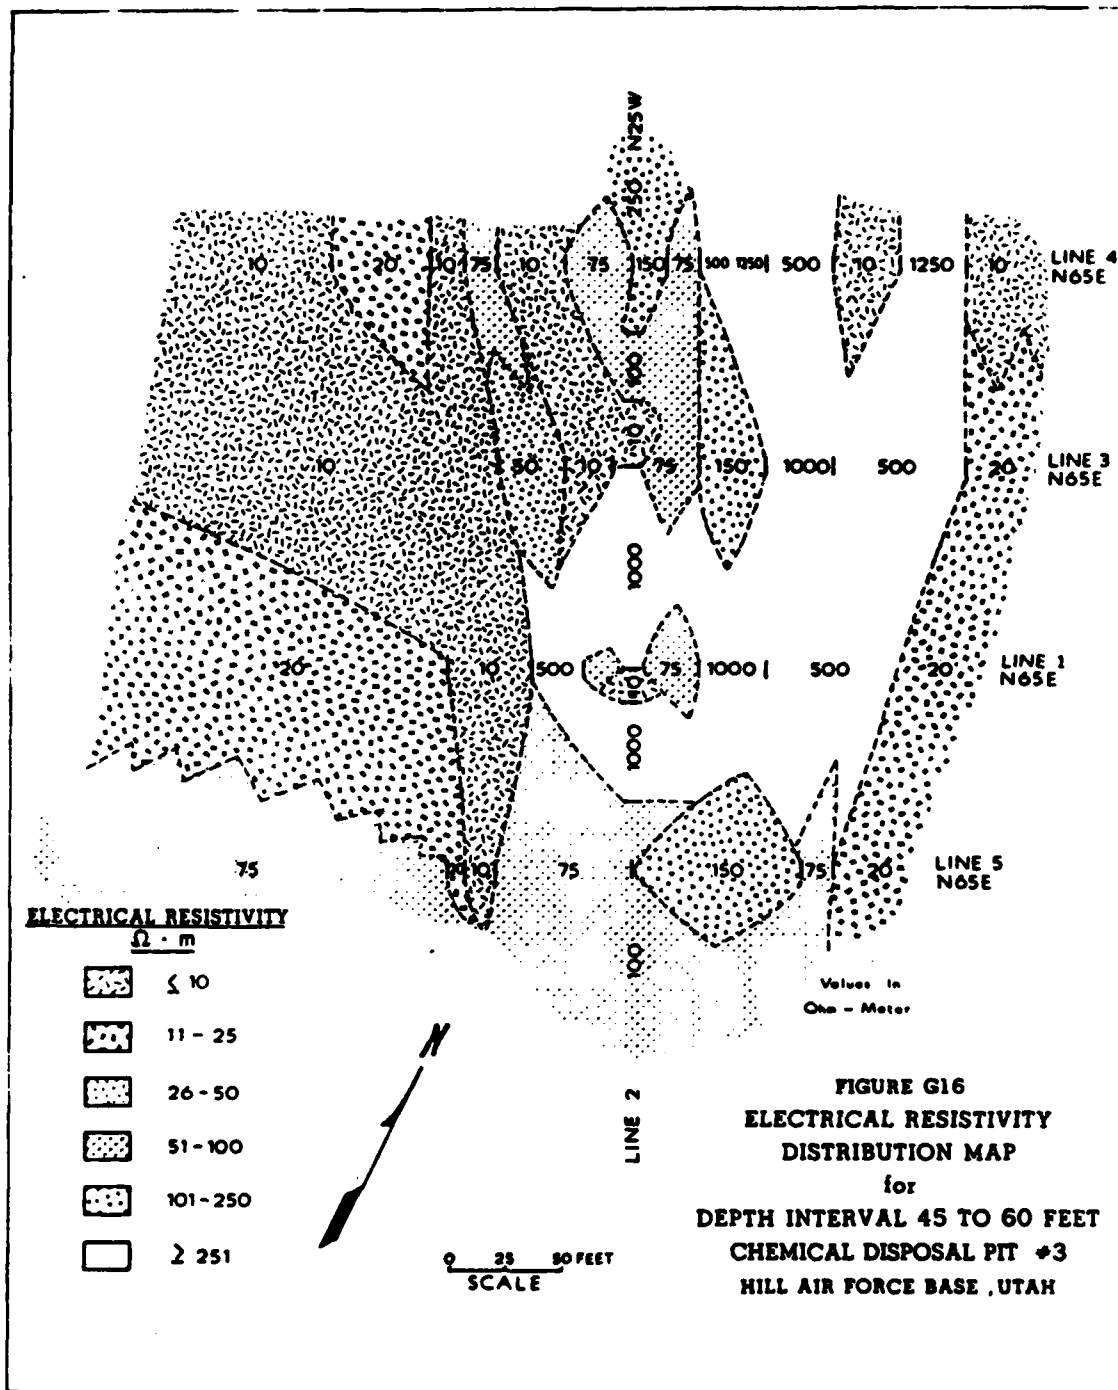 N25W
250
10 20 10 75 10 75 150 75 500 1250 500 10 1250 10
LINE 4
N65E
100
10
10 50 10 75 150 1000 500 20
LINE 3
N65E
1000
20 10 500 75 1000 500 20
LINE 1
N65E
10
1000
75 20 10 75 150 75 20
LINE 5
N65E
100
ELECTRICAL RESISTIVITY
Ω · m
≤ 10
11 - 25
26 - 50
51 - 100
101 - 250
≥ 251
N
Values In
Ohm - Meter
LINE 2
0 25 50 FEET
SCALE
FIGURE G16
ELECTRICAL RESISTIVITY
DISTRIBUTION MAP
for
DEPTH INTERVAL 45 TO 60 FEET
CHEMICAL DISPOSAL PIT #3
HILL AIR FORCE BASE , UTAH